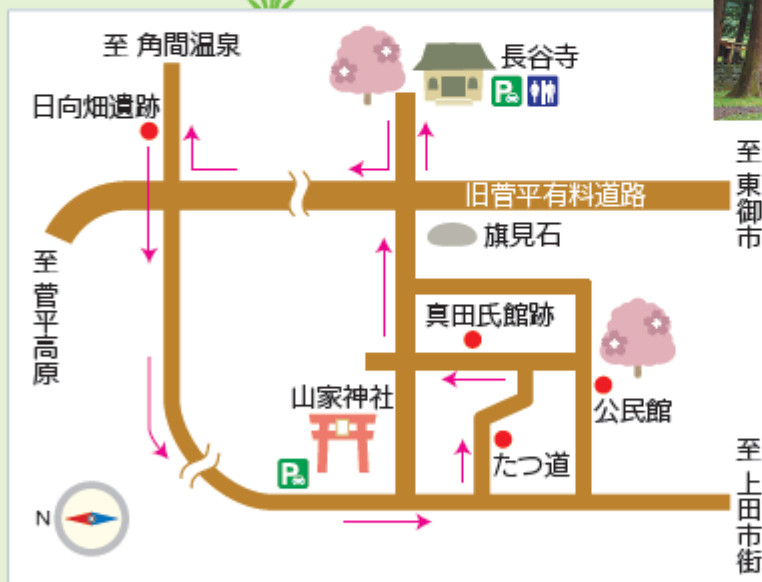 至 角間温泉
長谷寺
P
日向畑遺跡
至 東御市
旧菅平有料道路
旗見石
至 菅平高原
真田氏館跡
山家神社
公民館
P
たつ道
至 上田市街
N